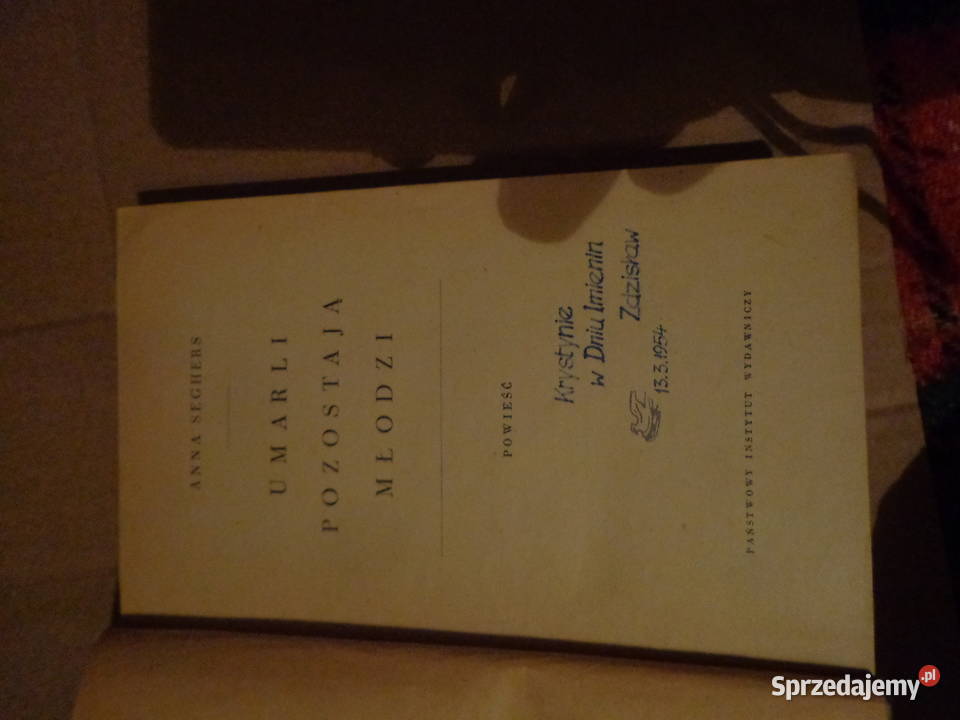 ANNA SEGHERS
UMARLI
POZOSTAJĄ
MŁODZI
POWIEŚĆ
Krystynie
w Dniu Imienin
Zdzisław
13.3.1954
PAŃSTWOWY INSTYTUT WYDAWNICZY
Sprzedajemy.pl